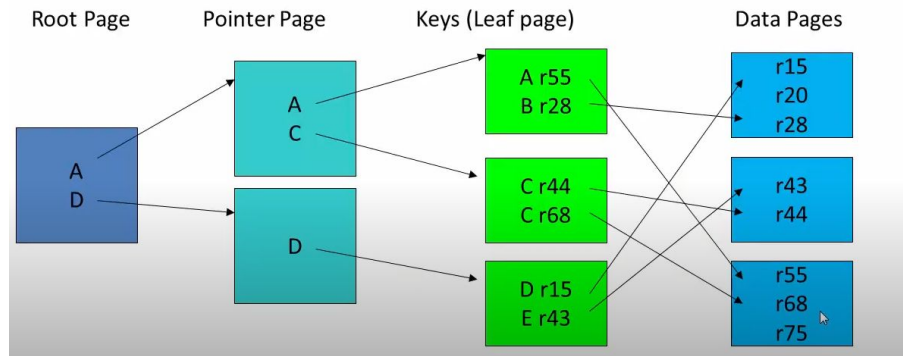 Root Page
Pointer Page
Keys (Leaf page)
Data Pages
A
D
A
C
D
A r55
B r28
C r44
C r68
D r15
E r43
r15
r20
r28
r43
r44
r55
r68
r75